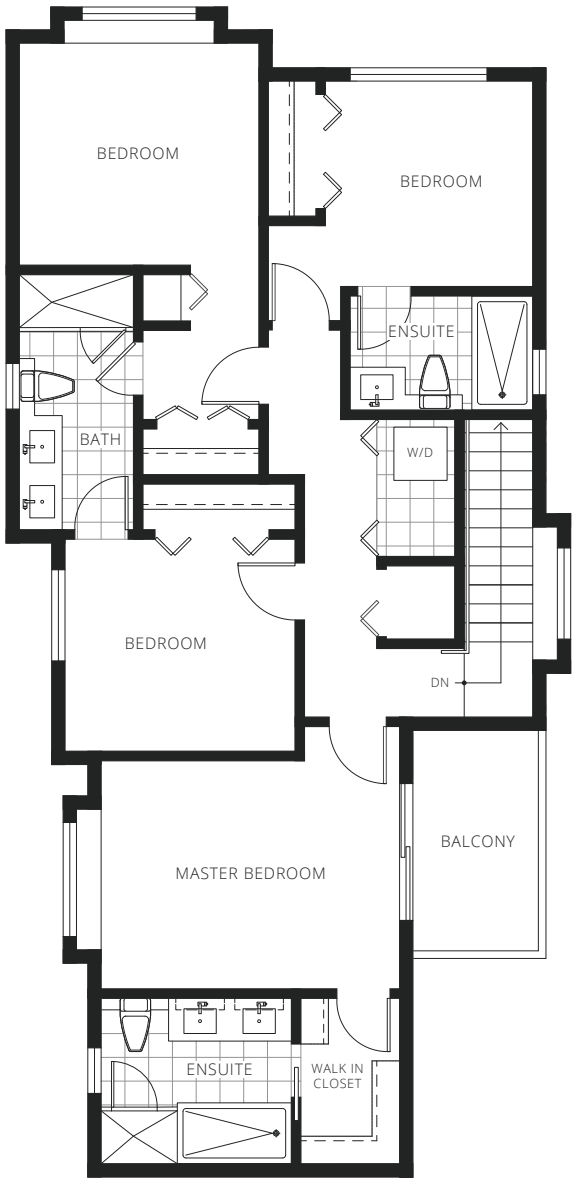 BEDROOM
BEDROOM
ENSUITE
BATH
W/D
BEDROOM
DN
BALCONY
MASTER BEDROOM
ENSUITE
WALK IN
CLOSET